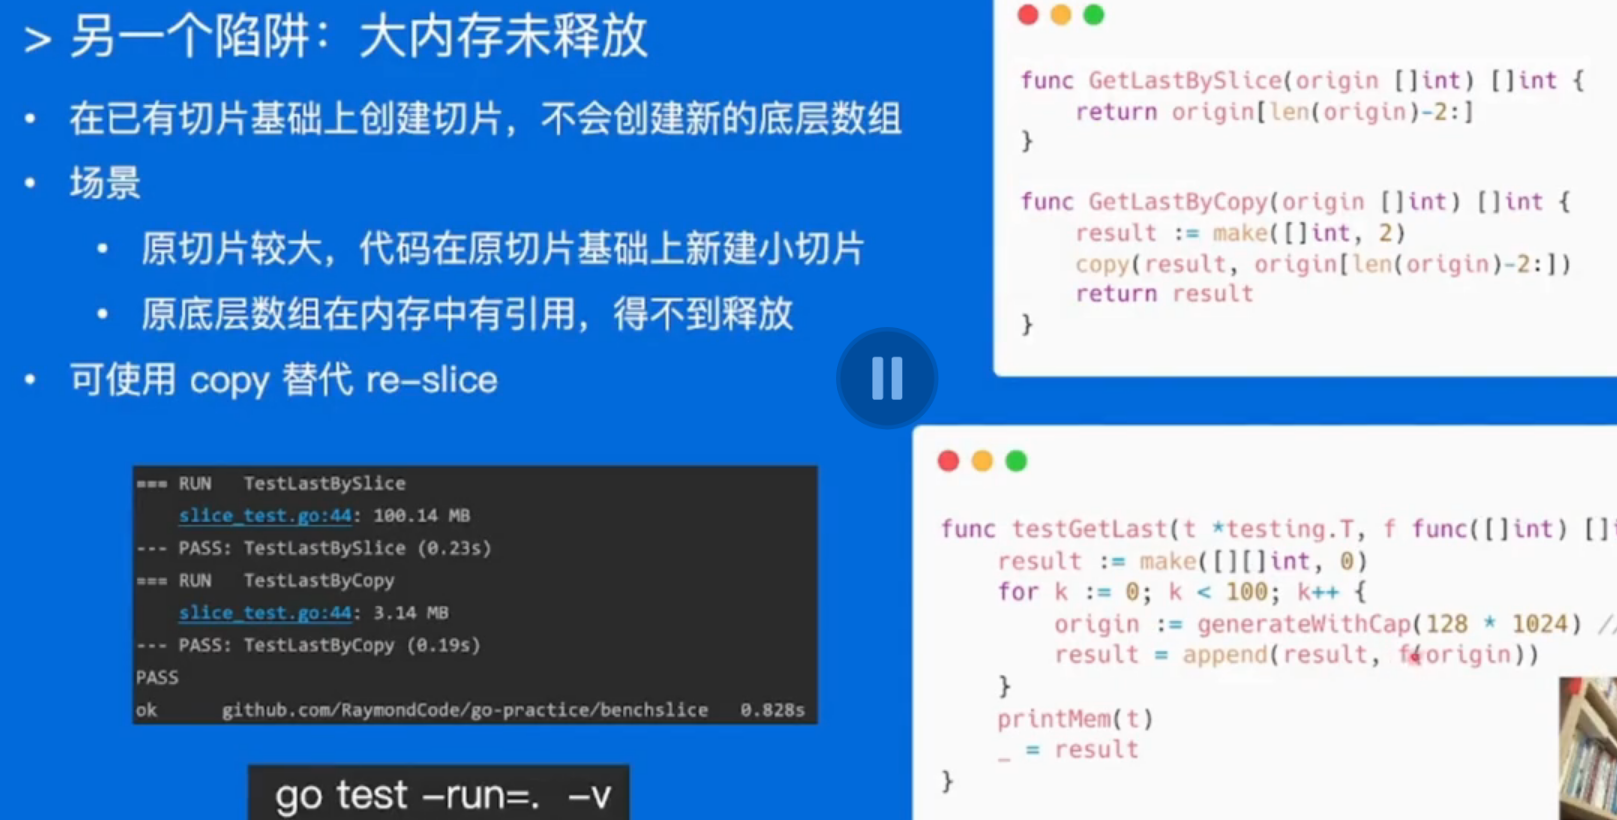 > 另一个陷阱：大内存未释放
• 在已有切片基础上创建切片，不会创建新的底层数组
• 场景
• 原切片较大，代码在原切片基础上新建小切片
• 原底层数组在内存中有引用，得不到释放
• 可使用 copy 替代 re-slice
=== RUN   TestLastBySlice
    slice_test.go:44: 100.14 MB
--- PASS: TestLastBySlice (0.23s)
=== RUN   TestLastByCopy
    slice_test.go:44: 3.14 MB
--- PASS: TestLastByCopy (0.19s)
PASS
ok      github.com/RaymondCode/go-practice/benchslice   0.828s
go test -run=. -v
func GetLastBySlice(origin []int) []int {
    return origin[len(origin)-2:]
}
func GetLastByCopy(origin []int) []int {
    result := make([]int, 2)
    copy(result, origin[len(origin)-2:])
    return result
}
func testGetLast(t *testing.T, f func([]int) []
    result := make([][]int, 0)
    for k := 0; k < 100; k++ {
        origin := generateWithCap(128 * 1024) //
        result = append(result, f(origin))
    }
    printMem(t)
    _ = result
}